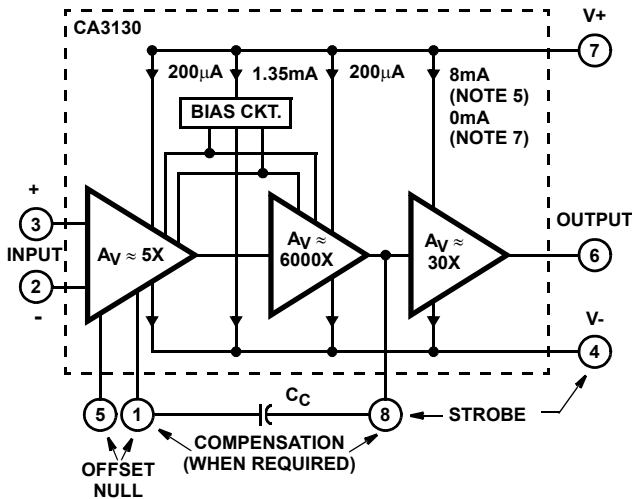 CA3130
V+
7
200µA
1.35mA
200µA
8mA
(NOTE 5)
0mA
(NOTE 7)
BIAS CKT.
+
3
INPUT
2
-
AV ≈ 5X
AV ≈
6000X
AV ≈
30X
OUTPUT
6
V-
4
5
1
CC
8
STROBE
COMPENSATION
(WHEN REQUIRED)
OFFSET
NULL